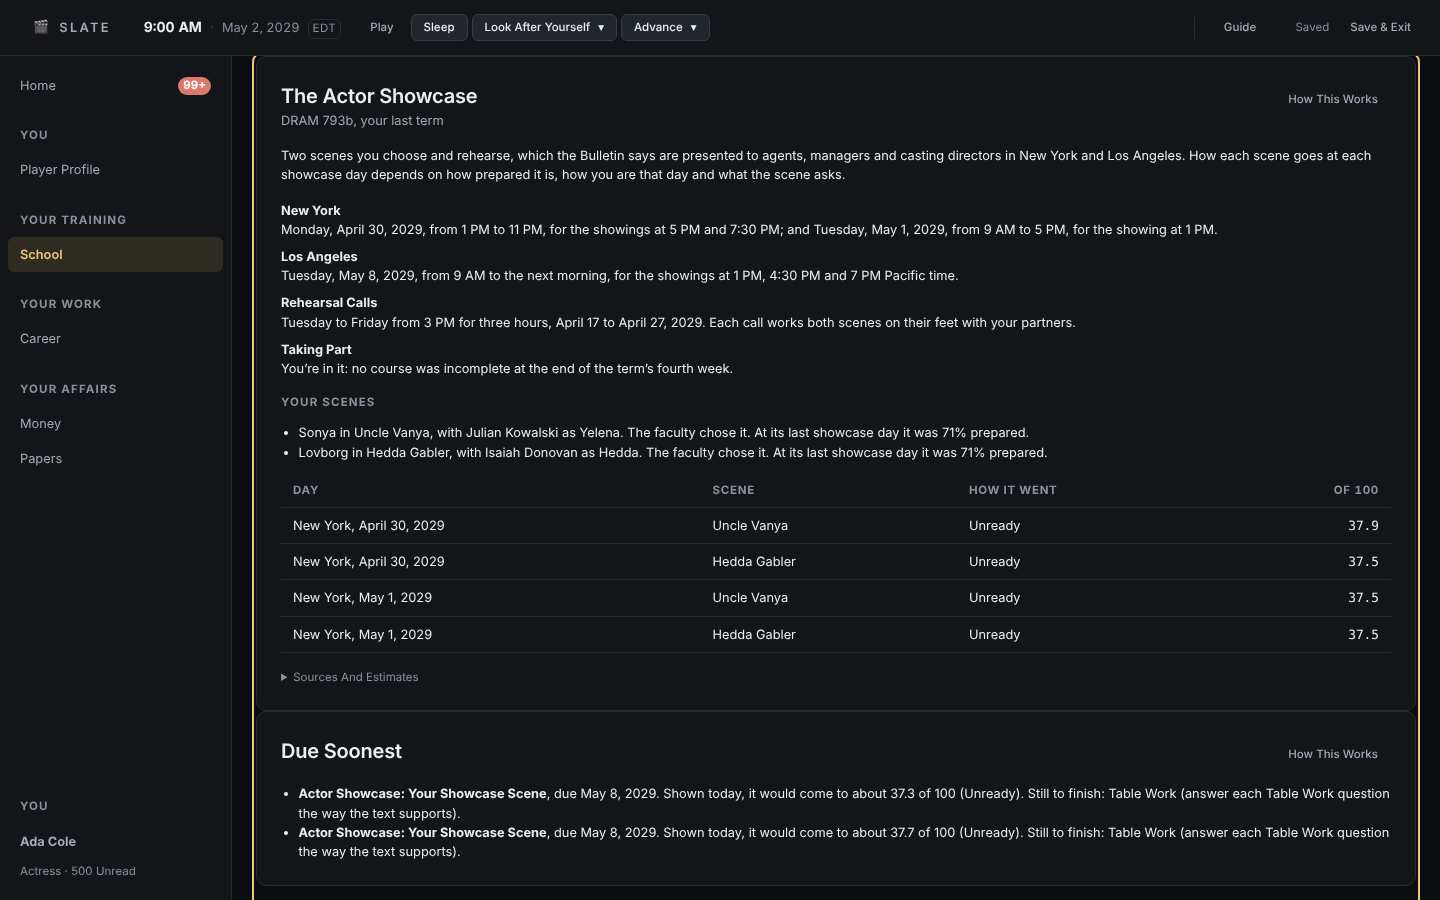 SLATE
9:00 AM · May 2, 2029 EDT
Play
Sleep
Look After Yourself ▾
Advance ▾
Guide
Saved
Save & Exit
Home
99+
YOU
Player Profile
YOUR TRAINING
School
YOUR WORK
Career
YOUR AFFAIRS
Money
Papers
YOU
Ada Cole
Actress · 500 Unread
The Actor Showcase
How This Works
DRAM 793b, your last term
Two scenes you choose and rehearse, which the Bulletin says are presented to agents, managers and casting directors in New York and Los Angeles. How each scene goes at each
showcase day depends on how prepared it is, how you are that day and what the scene asks.
New York
Monday, April 30, 2029, from 1 PM to 11 PM, for the showings at 5 PM and 7:30 PM; and Tuesday, May 1, 2029, from 9 AM to 5 PM, for the showing at 1 PM.
Los Angeles
Tuesday, May 8, 2029, from 9 AM to the next morning, for the showings at 1 PM, 4:30 PM and 7 PM Pacific time.
Rehearsal Calls
Tuesday to Friday from 3 PM for three hours, April 17 to April 27, 2029. Each call works both scenes on their feet with your partners.
Taking Part
You’re in it: no course was incomplete at the end of the term’s fourth week.
YOUR SCENES
• Sonya in Uncle Vanya, with Julian Kowalski as Yelena. The faculty chose it. At its last showcase day it was 71% prepared.
• Lovborg in Hedda Gabler, with Isaiah Donovan as Hedda. The faculty chose it. At its last showcase day it was 71% prepared.
DAY SCENE HOW IT WENT OF 100
New York, April 30, 2029 Uncle Vanya Unready 37.9
New York, April 30, 2029 Hedda Gabler Unready 37.5
New York, May 1, 2029 Uncle Vanya Unready 37.5
New York, May 1, 2029 Hedda Gabler Unready 37.5
▶ Sources And Estimates
Due Soonest
How This Works
• Actor Showcase: Your Showcase Scene, due May 8, 2029. Shown today, it would come to about 37.3 of 100 (Unready). Still to finish: Table Work (answer each Table Work question
the way the text supports).
• Actor Showcase: Your Showcase Scene, due May 8, 2029. Shown today, it would come to about 37.7 of 100 (Unready). Still to finish: Table Work (answer each Table Work question
the way the text supports).